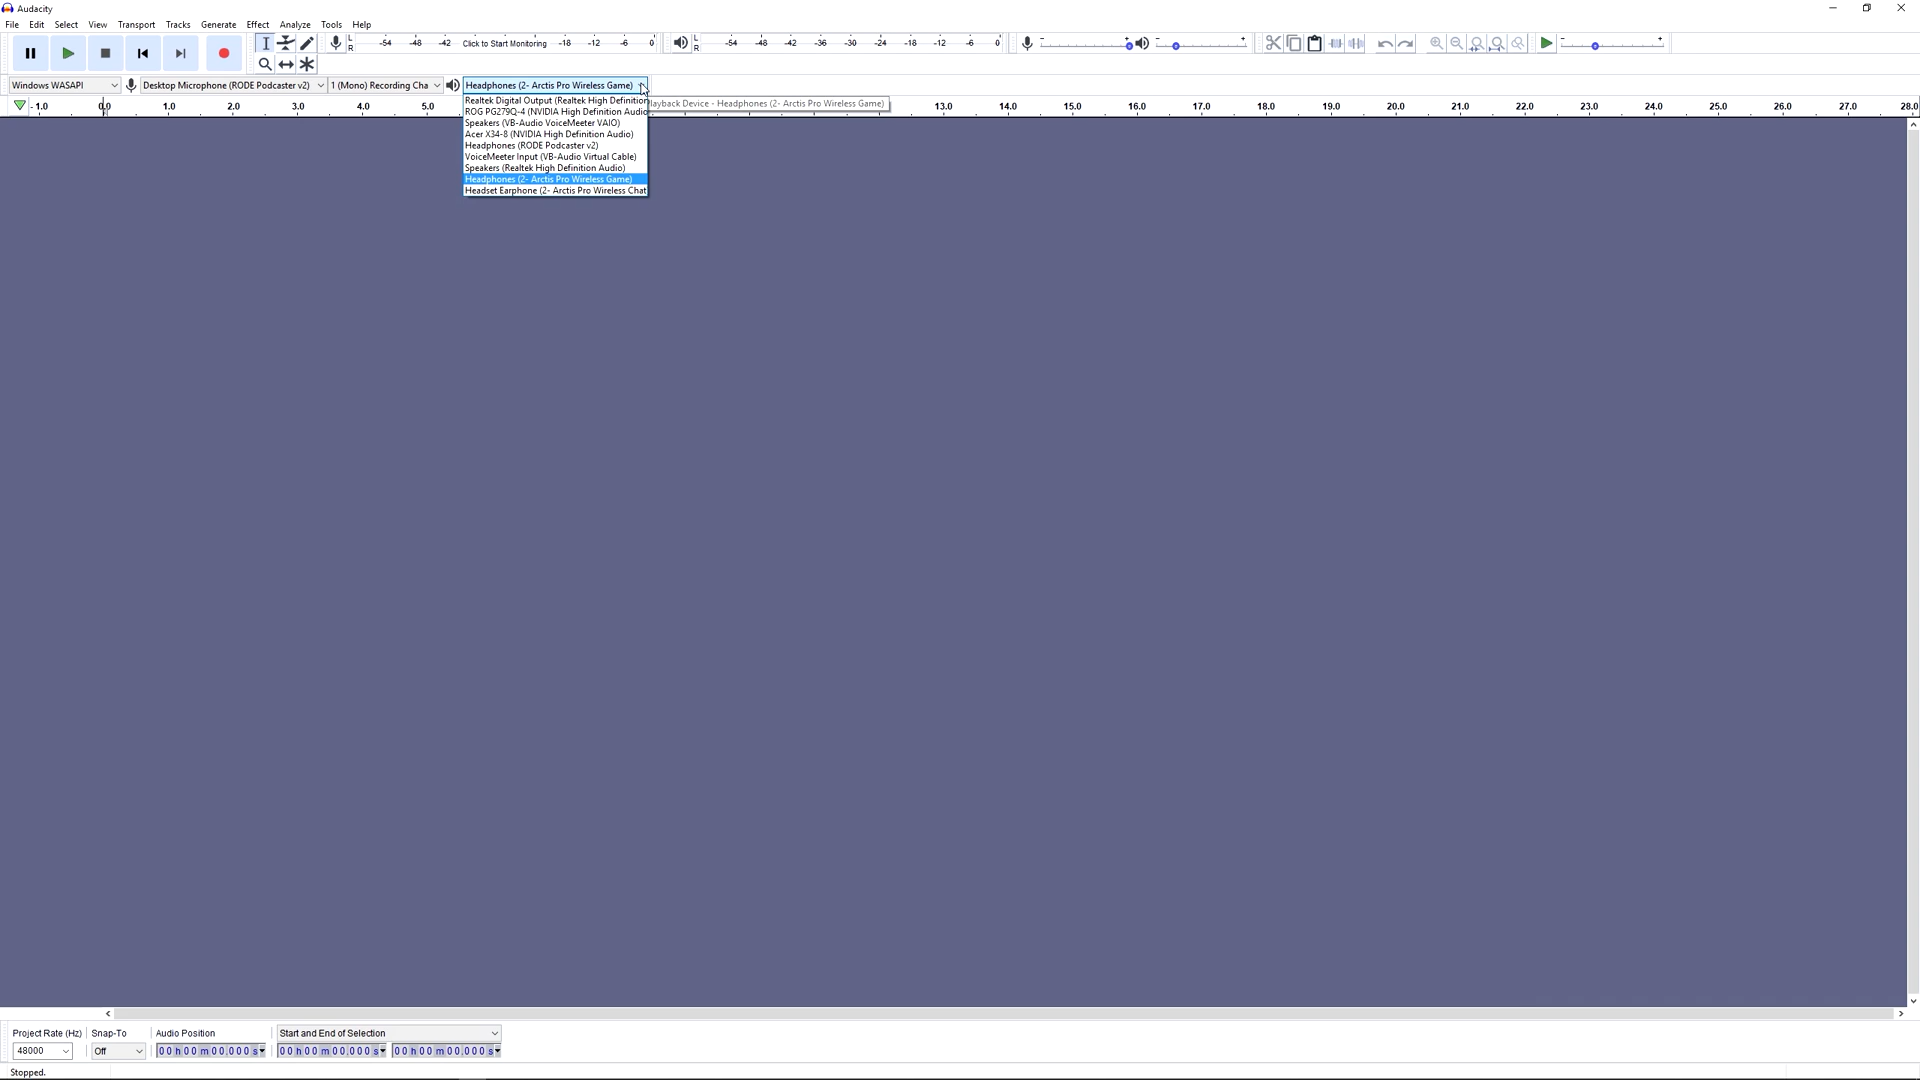 Audacity
File Edit Select View Transport Tracks Generate Effect Analyze Tools Help
L R -54 -48 -42 Click to Start Monitoring -18 -12 -6 0 L R -54 -48 -42 -36 -30 -24 -18 -12 -6 0 - + - + - +
Windows WASAPI Desktop Microphone (RODE Podcaster v2) 1 (Mono) Recording Cha Headphones (2- Arctis Pro Wireless Game)
-1.0 0.0 1.0 2.0 3.0 4.0 5.0 13.0 14.0 15.0 16.0 17.0 18.0 19.0 20.0 21.0 22.0 23.0 24.0 25.0 26.0 27.0 28.0
layback Device - Headphones (2- Arctis Pro Wireless Game)
Realtek Digital Output (Realtek High Definition
ROG PG279Q-4 (NVIDIA High Definition Audio
Speakers (VB-Audio VoiceMeeter VAIO)
Acer X34-8 (NVIDIA High Definition Audio)
Headphones (RODE Podcaster v2)
VoiceMeeter Input (VB-Audio Virtual Cable)
Speakers (Realtek High Definition Audio)
Headphones (2- Arctis Pro Wireless Game)
Headset Earphone (2- Arctis Pro Wireless Chat
Project Rate (Hz) Snap-To Audio Position Start and End of Selection
48000 Off 00 h 00 m 00.000 s 00 h 00 m 00.000 s 00 h 00 m 00.000 s
Stopped.